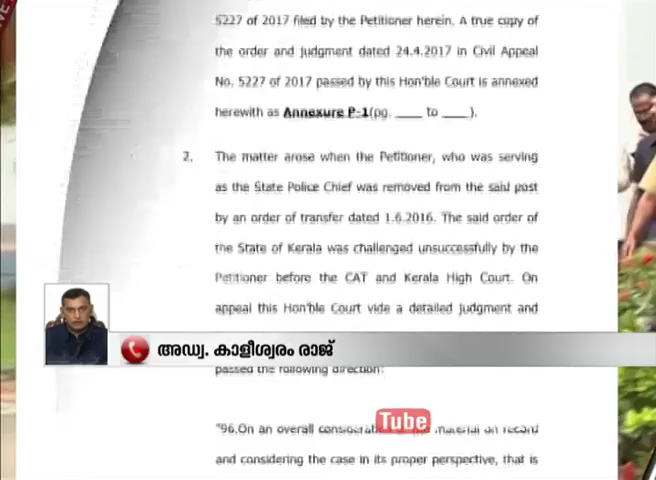 5227 of 2017 filed by the Petitioner herein. A true copy of
the order and judgment dated 24.4.2017 in Civil Appeal
No. 5227 of 2017 passed by this Hon'ble Court is annexed
herewith as Annexure P-1(pg. ____ to ____).
2. The matter arose when the Petitioner, who was serving
as the State Police Chief was removed from the said post
by an order of transfer dated 1.6.2016. The said order of
the State of Kerala was challenged unsuccessfully by the
Petitioner before the CAT and Kerala High Court. On
appeal this Hon'ble Court vide a detailed judgment and
അഡ്വ. കാളീശ്വരം രാജ്
passed the following direction:
Tube
"96.On an overall consideration the material on record
and considering the case in its proper perspective, that is